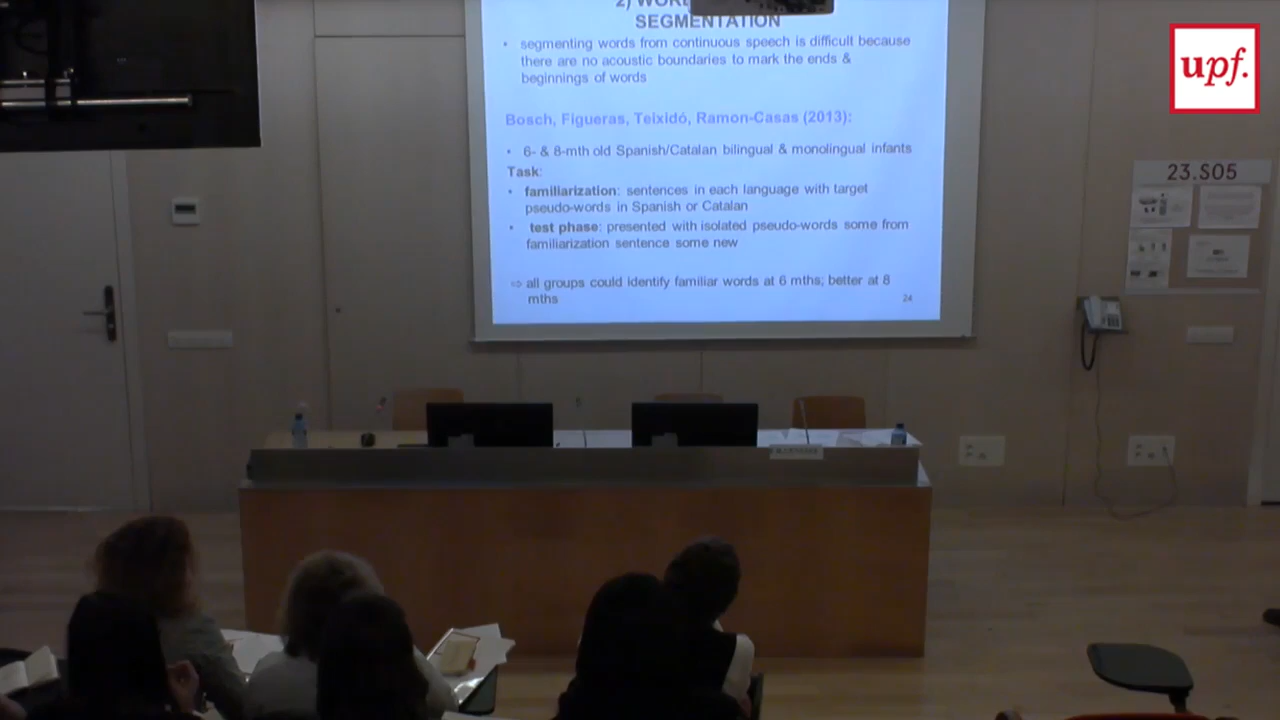 2) WORD
SEGMENTATION
• segmenting words from continuous speech is difficult because
there are no acoustic boundaries to mark the ends &
beginnings of words
Bosch, Figueras, Teixidó, Ramon-Casas (2013):
• 6- & 8-mth old Spanish/Catalan bilingual & monolingual infants
Task:
• familiarization: sentences in each language with target
pseudo-words in Spanish or Catalan
• test phase: presented with isolated pseudo-words some from
familiarization sentence some new
⇨ all groups could identify familiar words at 6 mths; better at 8
mths
24
upf.
23.S05